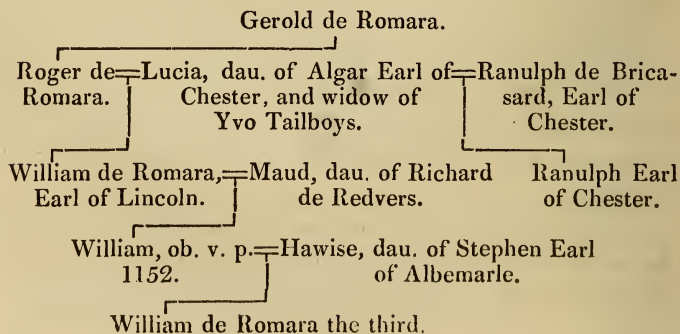 Gerold de Romara.
Roger de Lucia, dau. of Algar Earl of Ranulph de Brica-
Romara. Chester, and widow of sard, Earl of
Yvo Tailboys. Chester.
William de Romara, Maud, dau. of Richard Ranulph Earl
Earl of Lincoln. de Redvers. of Chester.
William, ob. v. p. Hawise, dau. of Stephen Earl
1152. of Albemarle.
William de Romara the third.